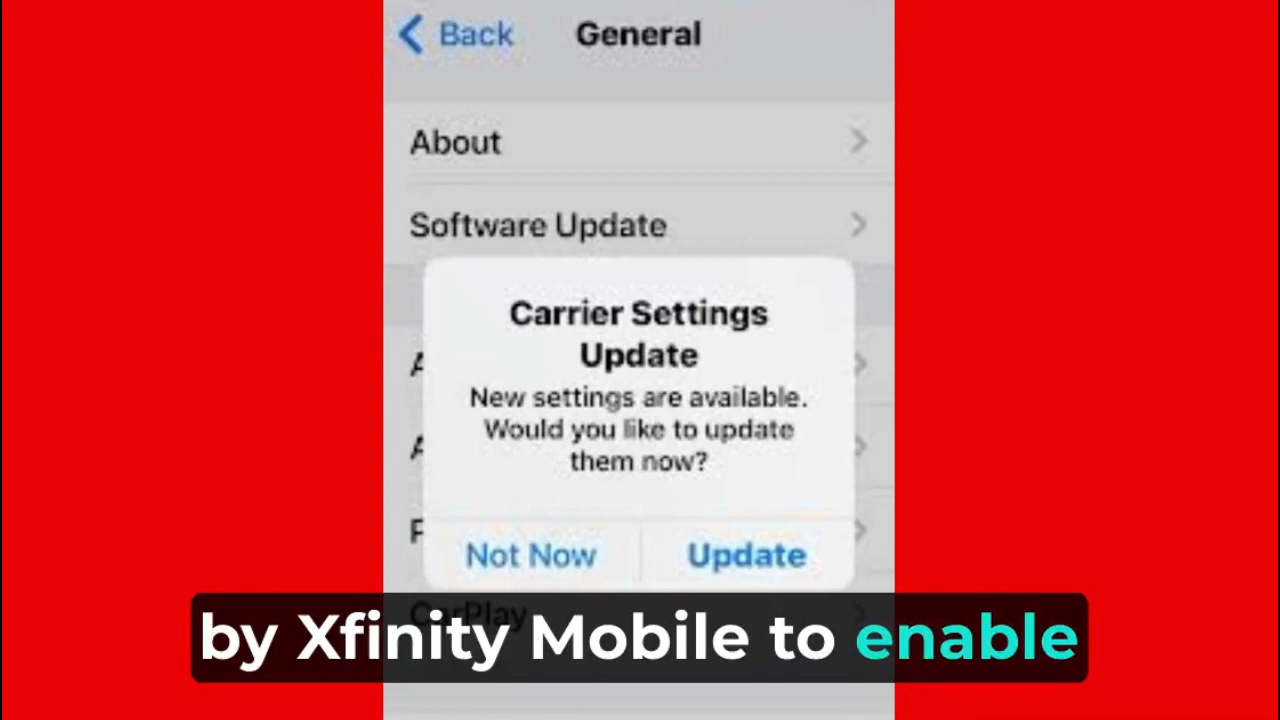 Back General
About
Software Update
Carrier Settings
Update
New settings are available.
Would you like to update
them now?
Not Now Update
CarPlay
by Xfinity Mobile to enable